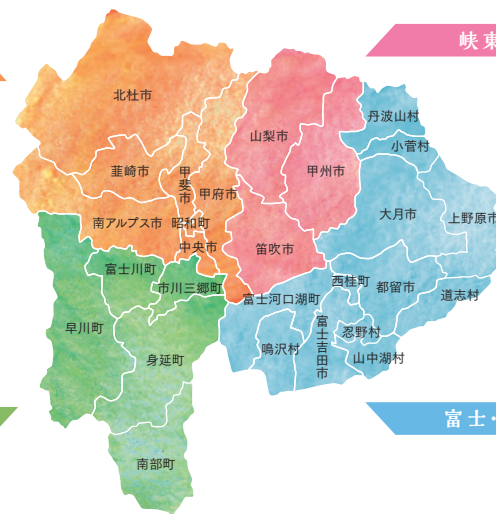 峡東
北杜市
丹波山村
山梨市
小菅村
韮崎市
甲斐市
甲州市
甲府市
大月市
上野原市
南アルプス市
昭和町
中央市
笛吹市
富士川町
西桂町
市川三郷町
都留市
道志村
富士河口湖町
早川町
富士吉田市
忍野村
鳴沢村
身延町
山中湖村
富士・
南部町